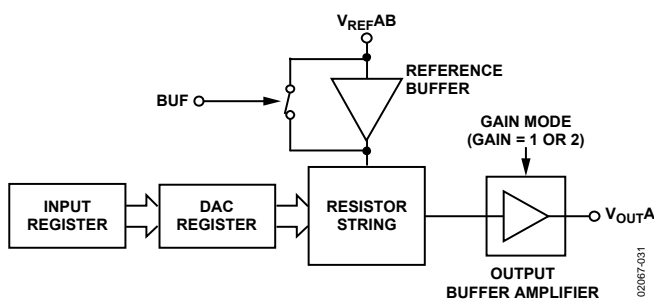 VREFAB
REFERENCE
BUFFER
BUF
GAIN MODE
(GAIN = 1 OR 2)
INPUT
REGISTER
DAC
REGISTER
RESISTOR
STRING
VOUTA
OUTPUT
BUFFER AMPLIFIER
02067-031